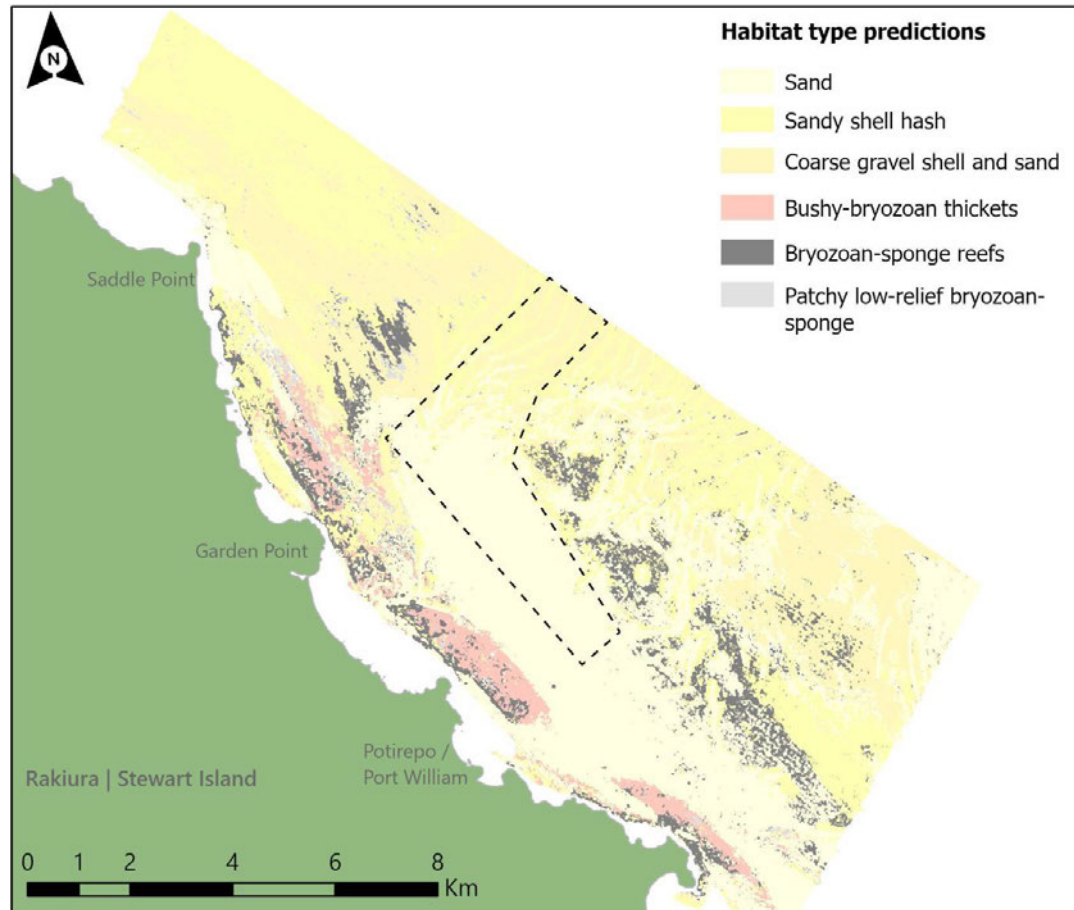 N
Habitat type predictions
Sand
Sandy shell hash
Coarse gravel shell and sand
Bushy-bryozoan thickets
Bryozoan-sponge reefs
Patchy low-relief bryozoan-
sponge
Saddle Point
Garden Point
Potirepo /
Port William
Rakiura | Stewart Island
0 1 2 4 6 8
Km